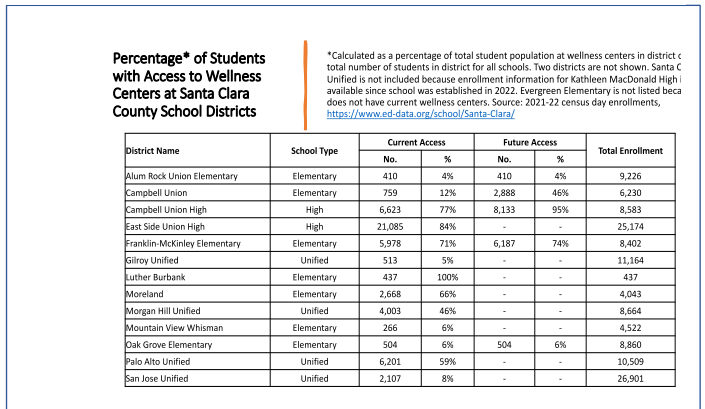 Percentage* of Students
with Access to Wellness
Centers at Santa Clara
County School Districts
*Calculated as a percentage of total student population at wellness centers in district
total number of students in district for all schools. Two districts are not shown. Santa
Unified is not included because enrollment information for Kathleen MacDonald High
available since school was established in 2022. Evergreen Elementary is not listed
does not have current wellness centers. Source: 2021-22 census day enrollments,
https://www.ed-data.org/school/Santa-Clara/
District Name School Type Current Access Future Access Total Enrollment
No. % No. %
Alum Rock Union Elementary Elementary 410 4% 410 4% 9,226
Campbell Union Elementary 759 12% 2,888 46% 6,230
Campbell Union High High 6,623 77% 8,133 95% 8,583
East Side Union High High 21,085 84% - - 25,174
Franklin-McKinley Elementary Elementary 5,978 71% 6,187 74% 8,402
Gilroy Unified Unified 513 5% - - 11,164
Luther Burbank Elementary 437 100% - - 437
Moreland Elementary 2,668 66% - - 4,043
Morgan Hill Unified Unified 4,003 46% - - 8,664
Mountain View Whisman Elementary 266 6% - - 4,522
Oak Grove Elementary Elementary 504 6% 504 6% 8,860
Palo Alto Unified Unified 6,201 59% - - 10,509
San Jose Unified Unified 2,107 8% - - 26,901